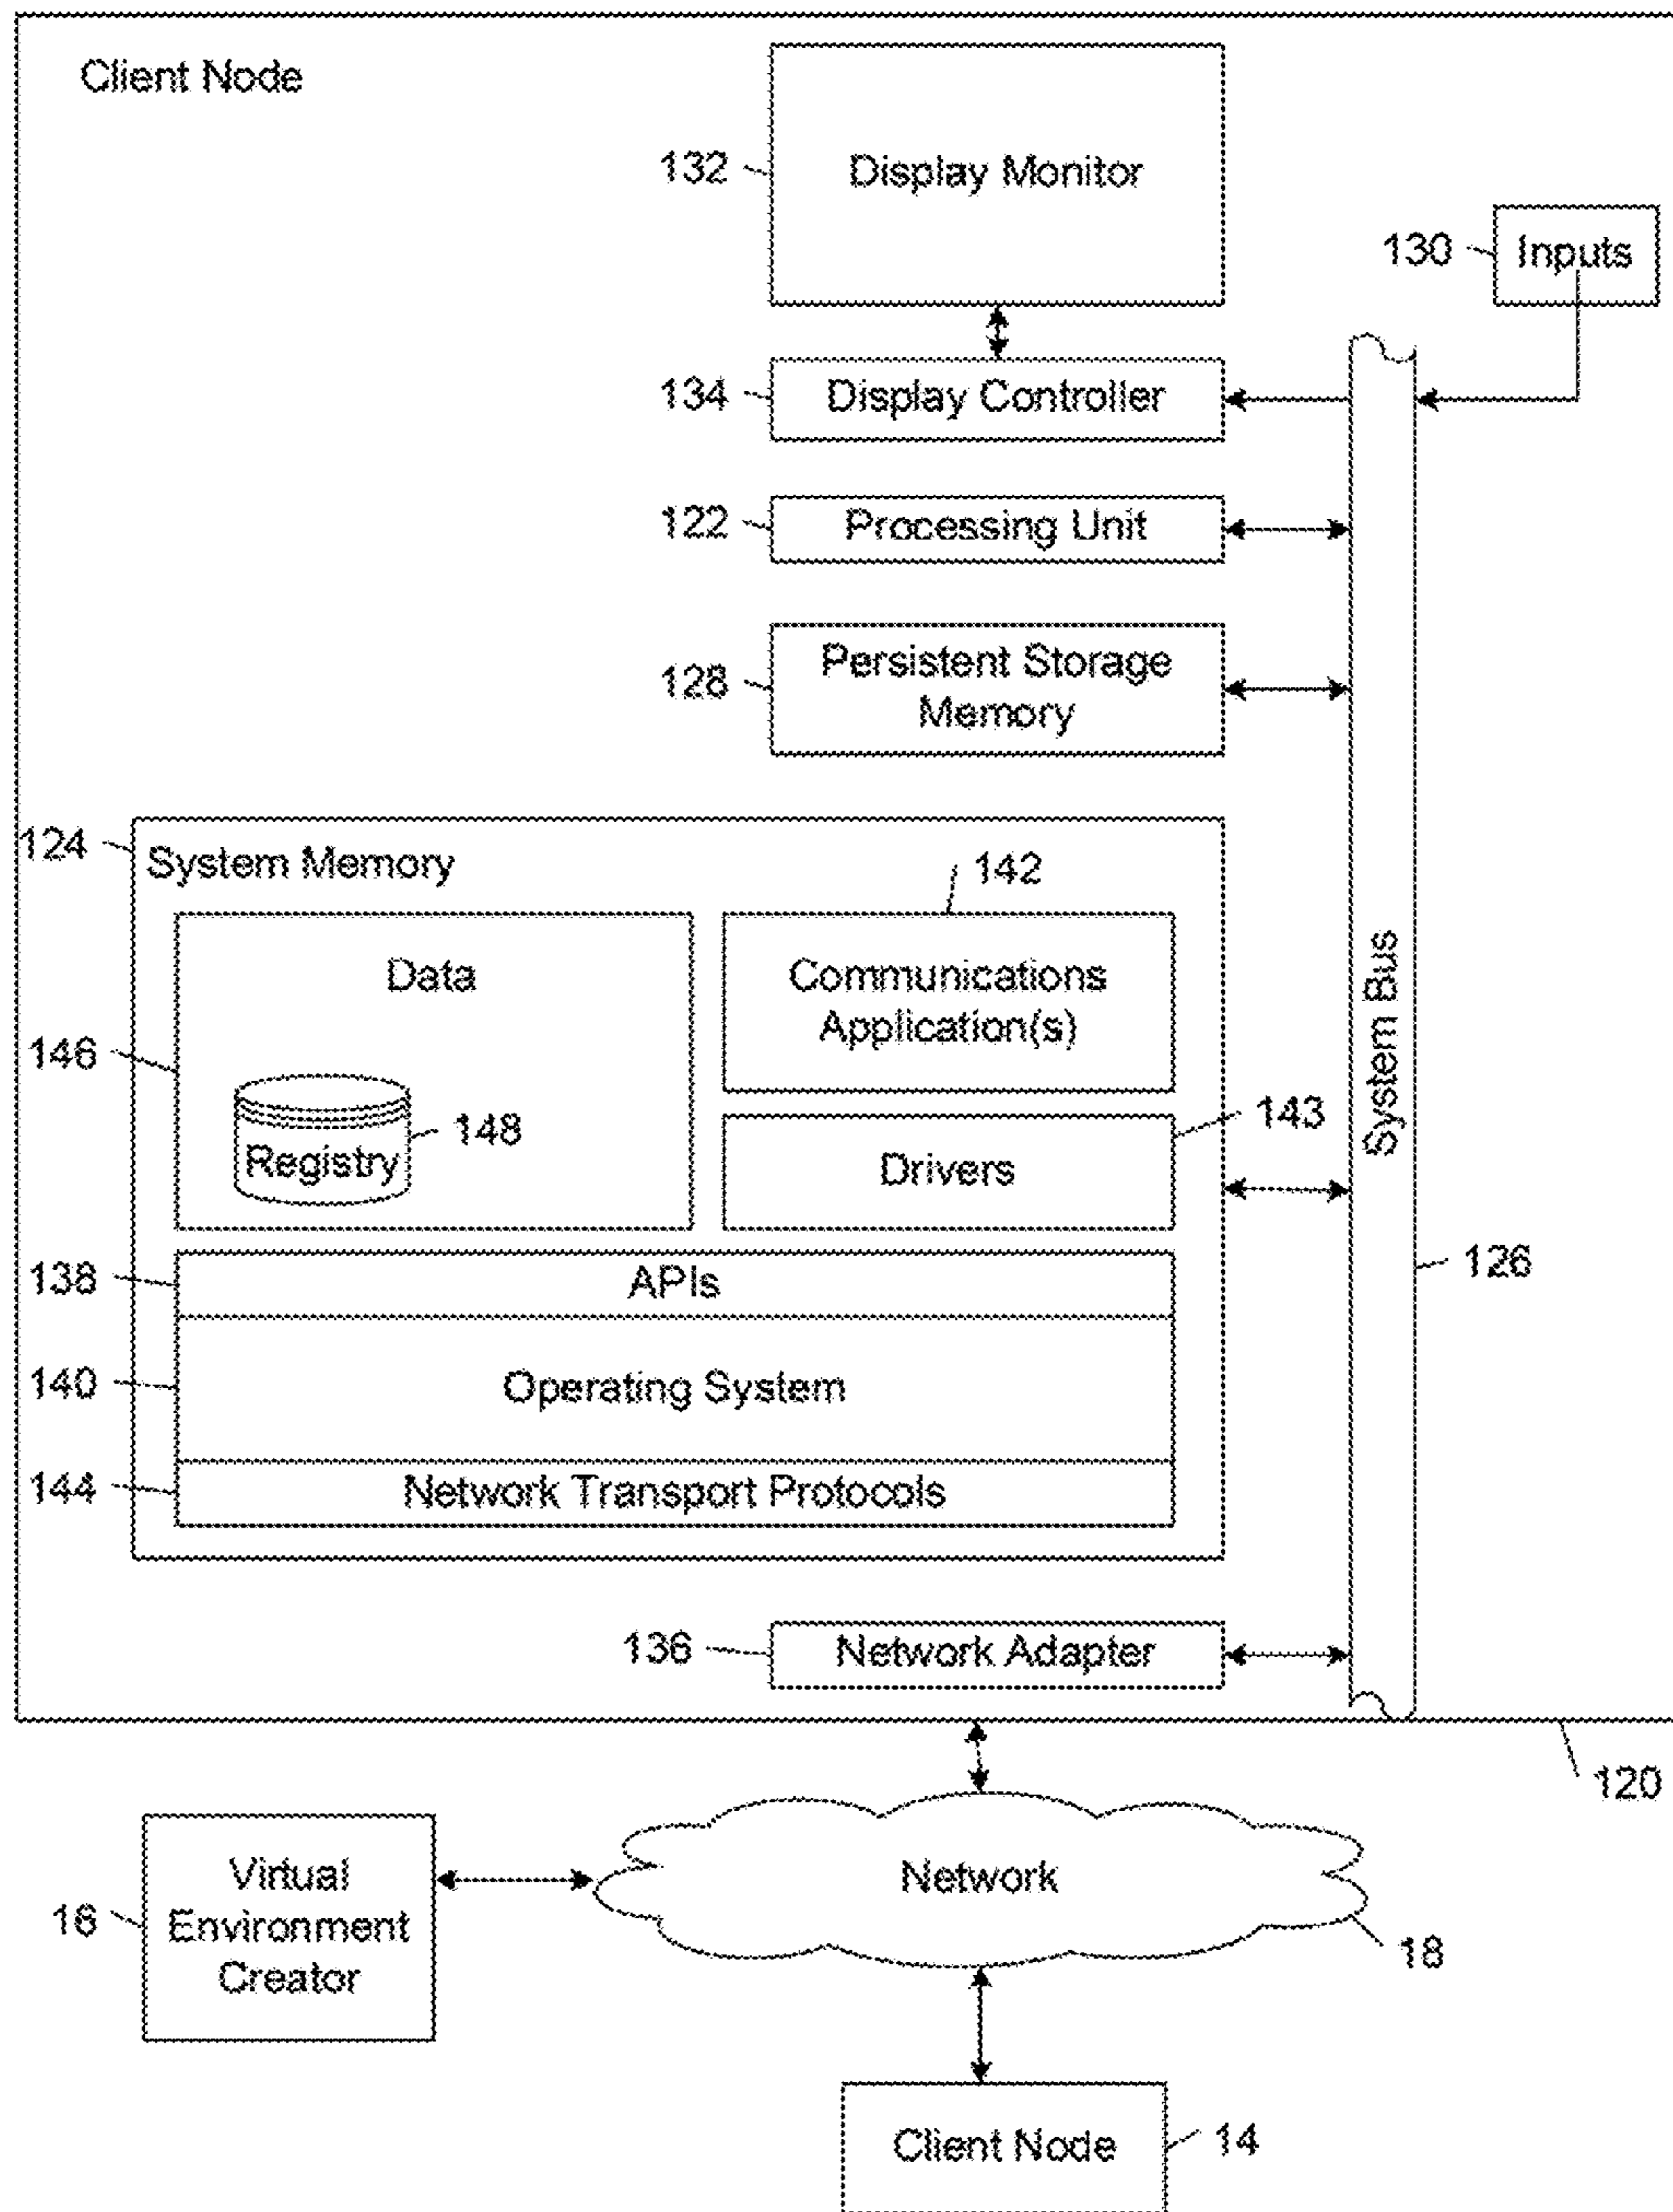 Client Node
132
Display Monitor
130
Inputs
134
Display Controller
122
Processing Unit
128
Persistent Storage
Memory
124
System Memory
142
Data
Communications
Application(s)
146
148
Registry
143
Drivers
System Bus
126
138
APIs
140
Operating System
144
Network Transport Protocols
136
Network Adapter
120
Virtual
Environment
Creator
16
Network
18
Client Node
14